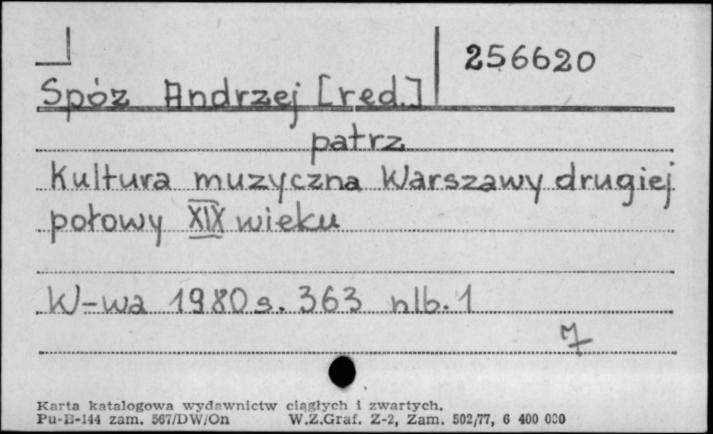 256620
Spóz Andrzej [red.]
patrz
Kultura muzyczna Warszawy drugiej
połowy XIX wieku
W-wa 1980 s. 363 nlb. 1
7
Karta katalogowa wydawnictw ciągłych i zwartych.
Pu-B-144 zam. 567/DW/On W.Z.Graf. Z-2, Zam. 502/77, 6 400 000